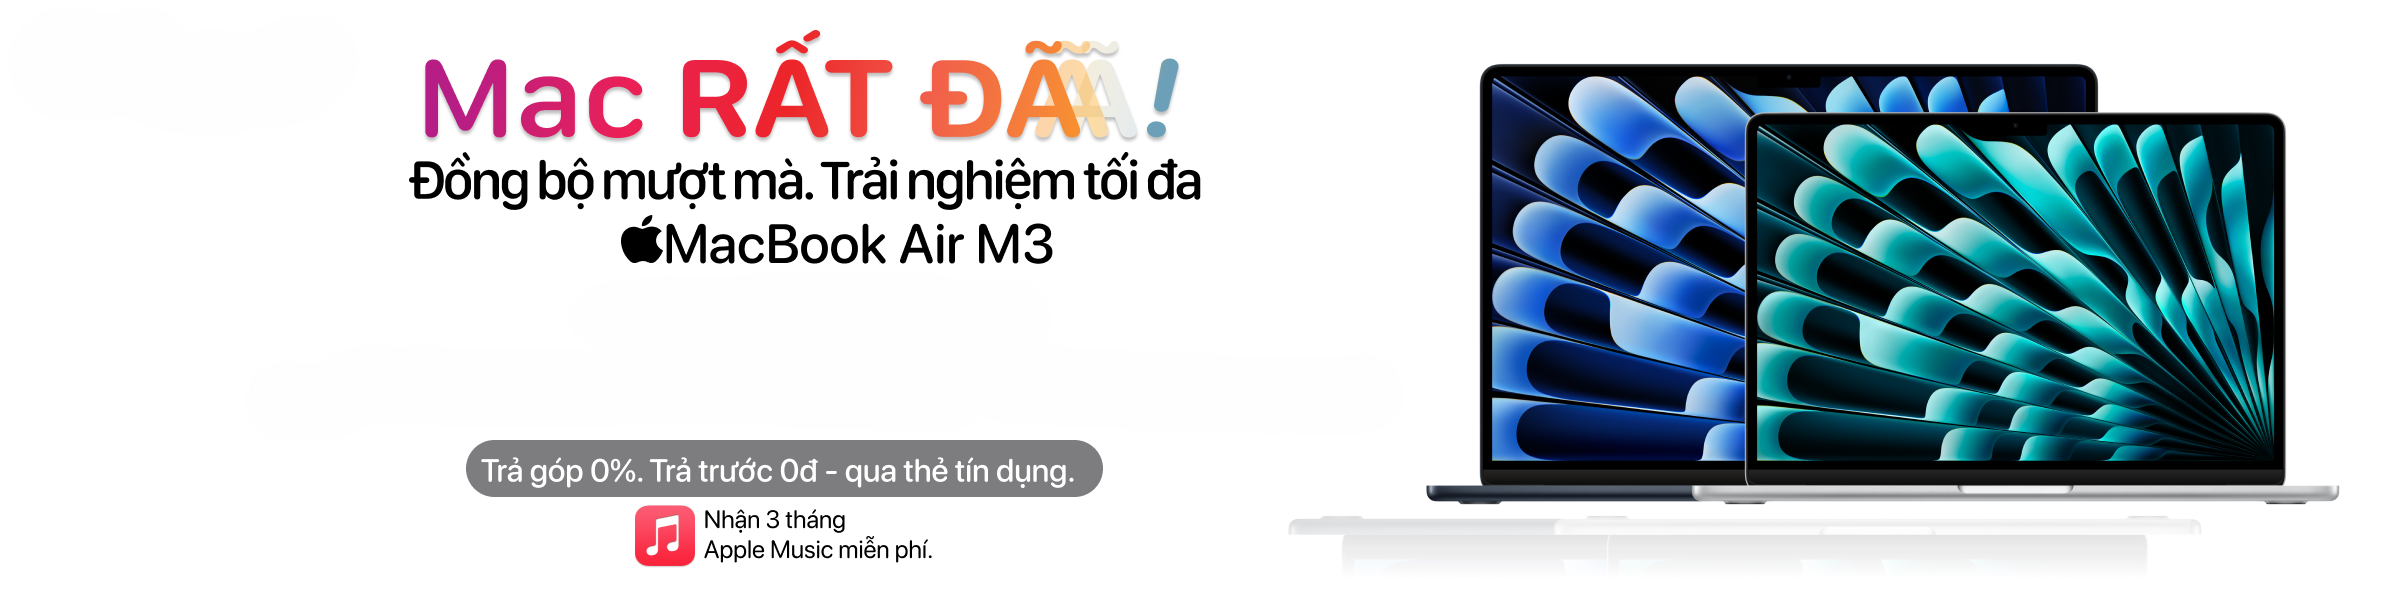 Mac RẤT ĐÃÃÃ!
Đồng bộ mượt mà. Trải nghiệm tối đa
MacBook Air M3
Trả góp 0%. Trả trước 0đ - qua thẻ tín dụng.
Nhận 3 tháng
Apple Music miễn phí.